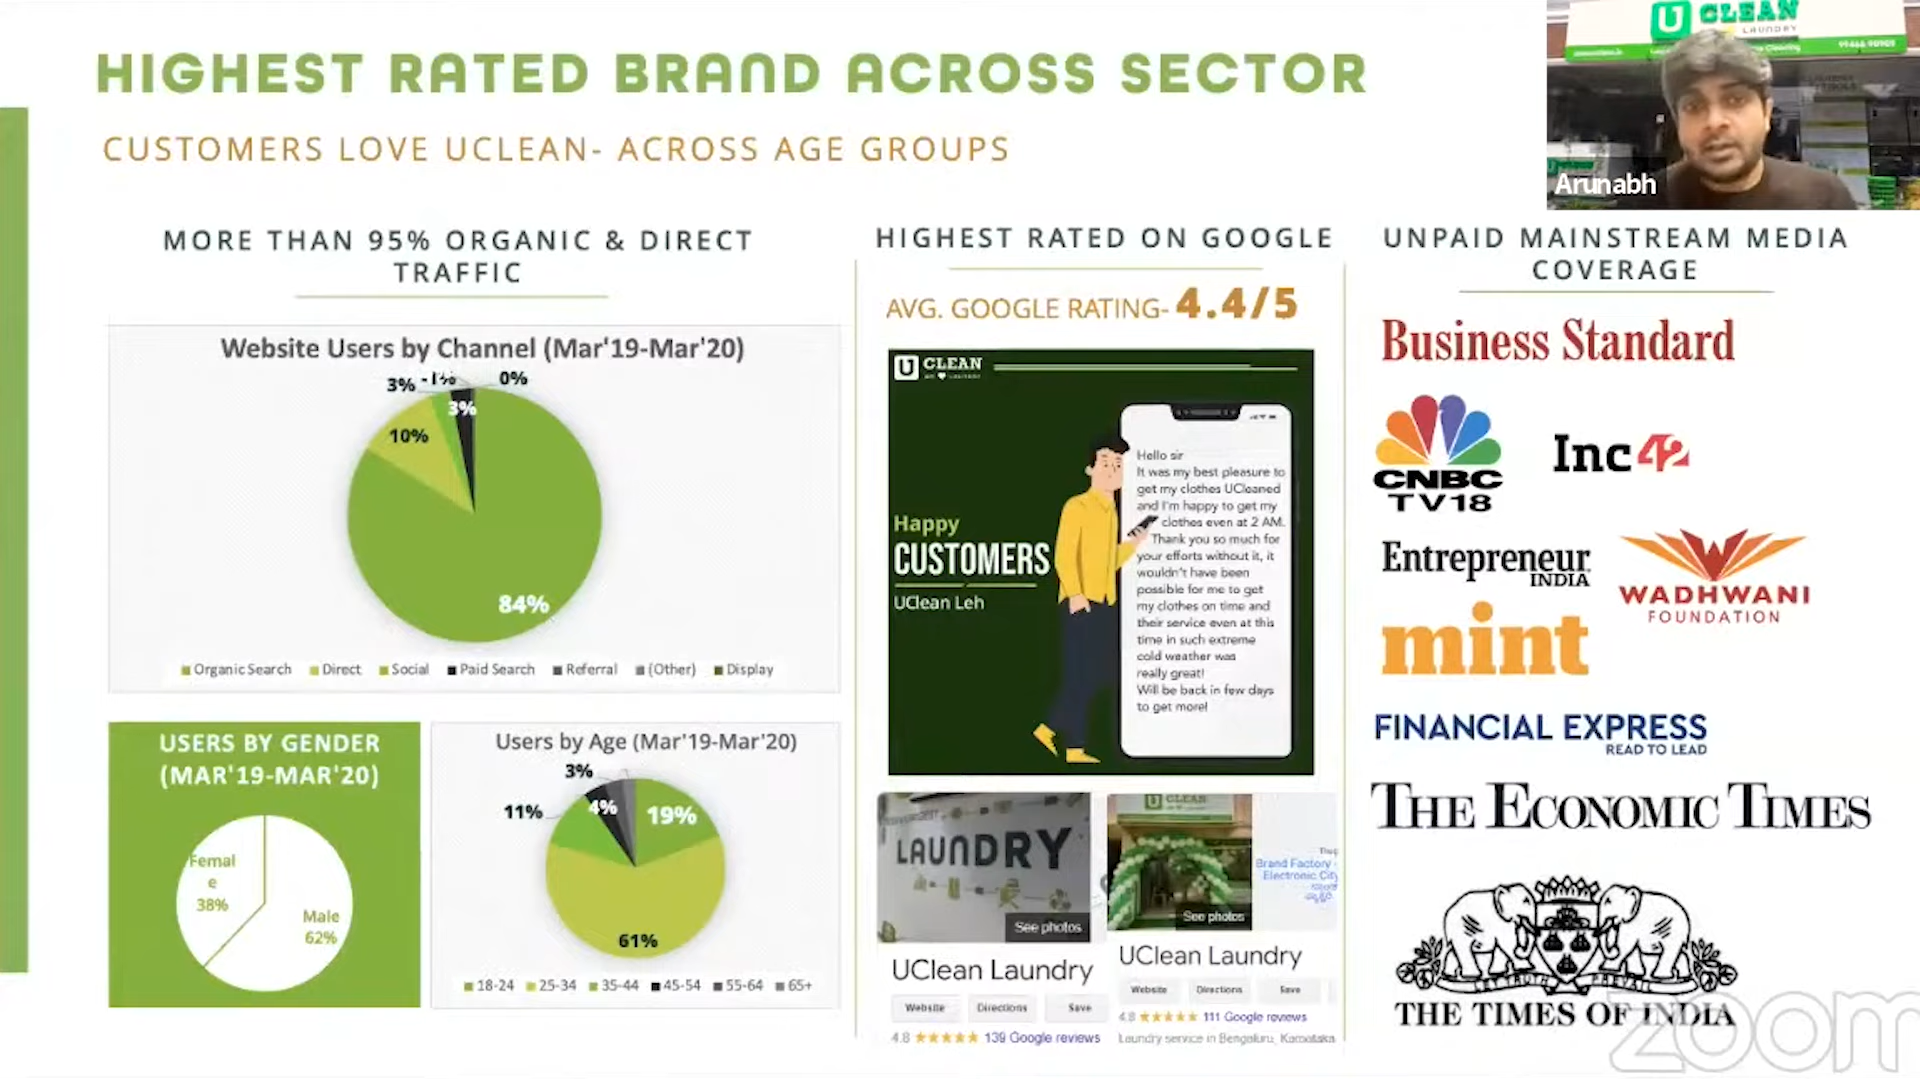 HIGHEST RATED BRAND ACROSS SECTOR
CUSTOMERS LOVE UCLEAN- ACROSS AGE GROUPS
U CLEAN
LAUNDRY
Arunabh
MORE THAN 95% ORGANIC & DIRECT
TRAFFIC
Website Users by Channel (Mar'19-Mar'20)
3%
0%
3%
10%
84%
Organic Search Direct Social Paid Search Referral (Other) Display
USERS BY GENDER
(MAR'19-MAR'20)
Femal
e
38%
Male
62%
Users by Age (Mar'19-Mar'20)
3%
4%
11%
19%
61%
18-24 25-34 35-44 45-54 55-64 65+
HIGHEST RATED ON GOOGLE
AVG. GOOGLE RATING- 4.4/5
U CLEAN
Happy
CUSTOMERS
UClean Leh
Hello sir
It was my best pleasure to
get my clothes UCleaned
and I'm happy to get my
clothes even at 2 AM.
Thank you so much for
your efforts without it, it
wouldn't have been
possible for me to get
my clothes on time and
their service even at this
time in such extreme
cold weather was
really great!
Will be back in few days
to get more!
LAUNDRY
See photos
UClean Laundry
Website Directions Save
4.8 139 Google reviews
CLEAN
See photos
Brand Factory -
Electronic City
UClean Laundry
Website Directions Save
4.8 111 Google reviews
Laundry service in Bengaluru, Karnataka
UNPAID MAINSTREAM MEDIA
COVERAGE
Business Standard
CNBC
TV18
Inc42
Entrepreneur
INDIA
WADHWANI
FOUNDATION
mint
FINANCIAL EXPRESS
READ TO LEAD
THE ECONOMIC TIMES
THE TIMES OF INDIA
zoom